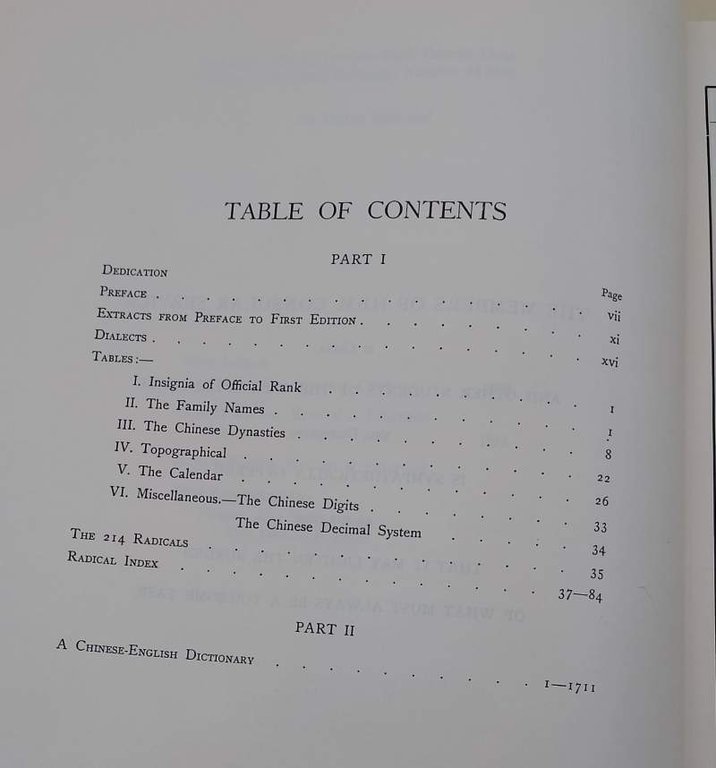 TABLE OF CONTENTS
PART I
DEDICATION
Page
PREFACE . . . . . . . . . . . . . . . . . vii
EXTRACTS FROM PREFACE TO FIRST EDITION . . . . . . . . . xi
DIALECTS . . . . . . . . . . . . . . . . . xvi
TABLES:—
I. Insignia of Official Rank . . . . . . . . . . 1
II. The Family Names . . . . . . . . . . . . 1
III. The Chinese Dynasties . . . . . . . . . . . 8
IV. Topographical . . . . . . . . . . . . . 22
V. The Calendar . . . . . . . . . . . . . 26
VI. Miscellaneous.—The Chinese Digits . . . . . . . . 33
The Chinese Decimal System . . . . . 34
THE 214 RADICALS . . . . . . . . . . . . . . 35
RADICAL INDEX . . . . . . . . . . . . . . 37—84
PART II
A CHINESE-ENGLISH DICTIONARY . . . . . . . . . . 1—1711